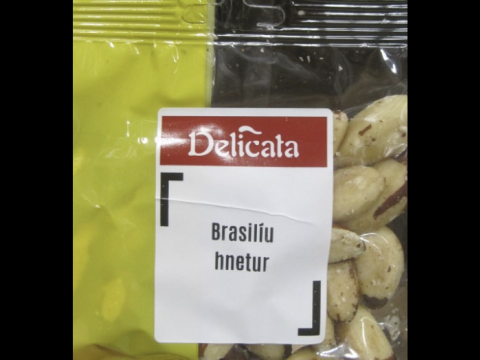 Delicata
Brasilíu
hnetur